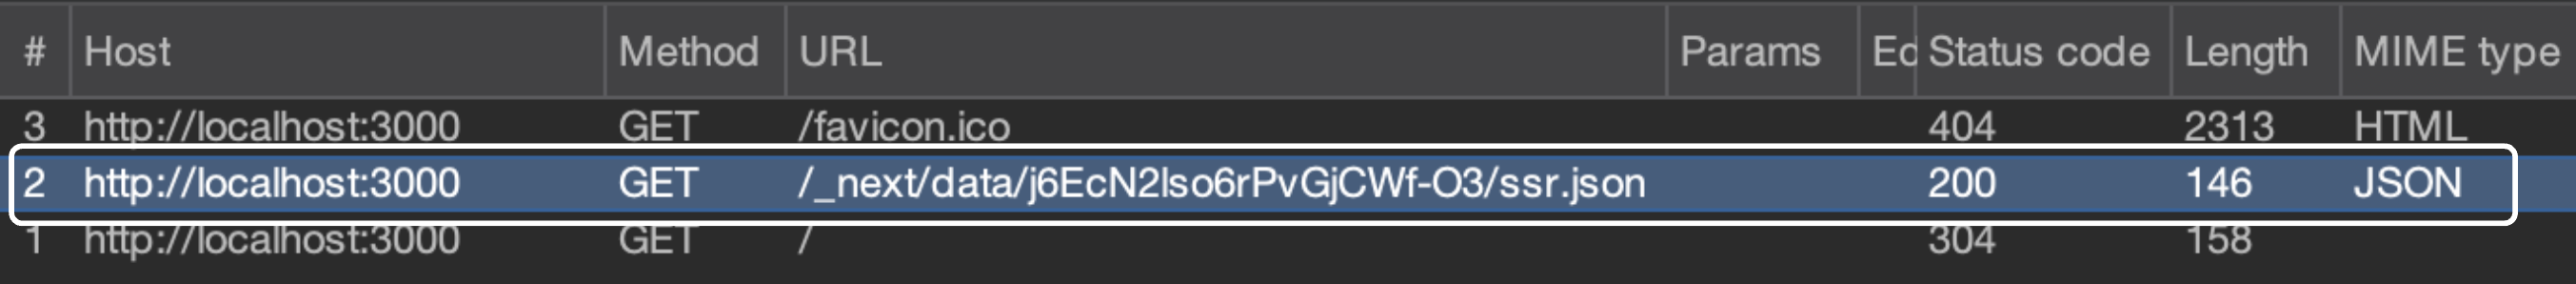 # Host Method URL Params Ed Status code Length MIME type
3 http://localhost:3000 GET /favicon.ico 404 2313 HTML
2 http://localhost:3000 GET /_next/data/j6EcN2Iso6rPvGjCWf-O3/ssr.json 200 146 JSON
1 http://localhost:3000 GET / 304 158